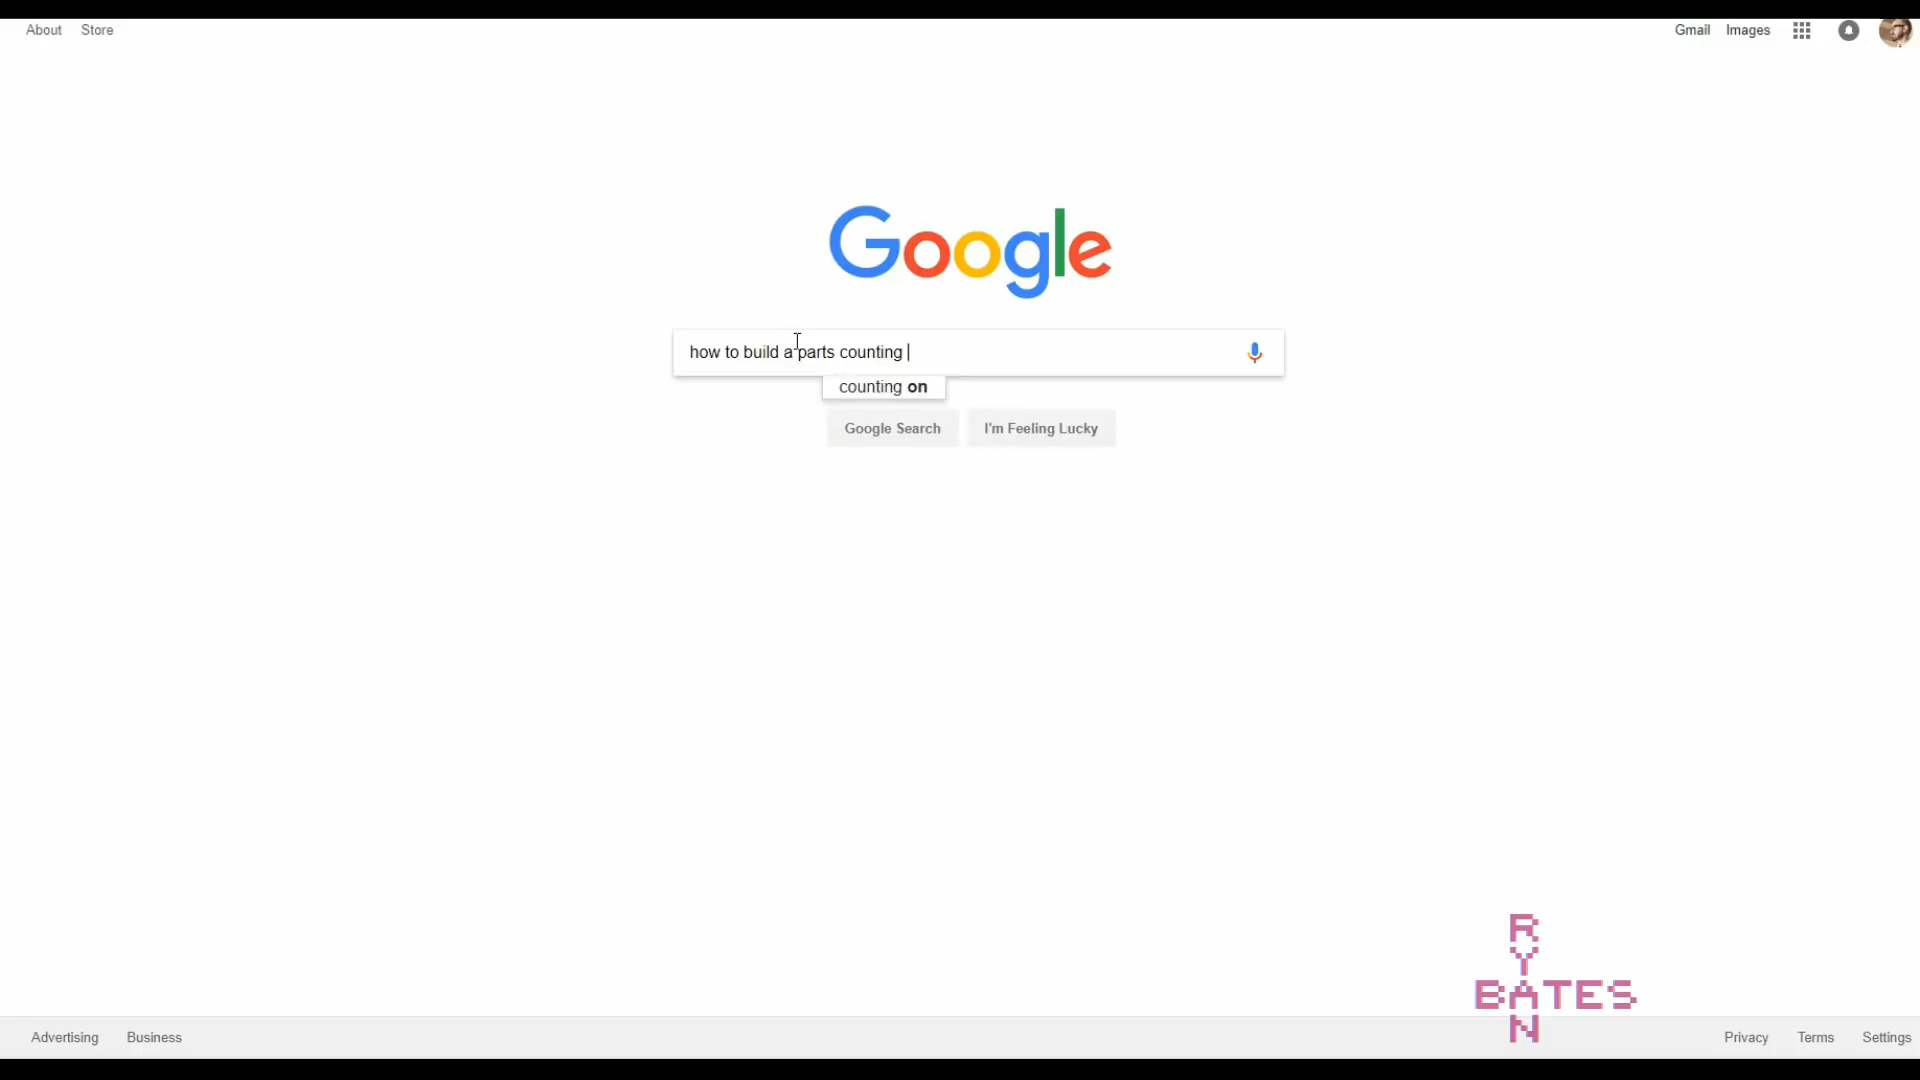 About Store
Gmail Images
Google
how to build a parts counting
counting on
Google Search I'm Feeling Lucky
RYAN
BATES
Advertising Business
Privacy Terms Settings